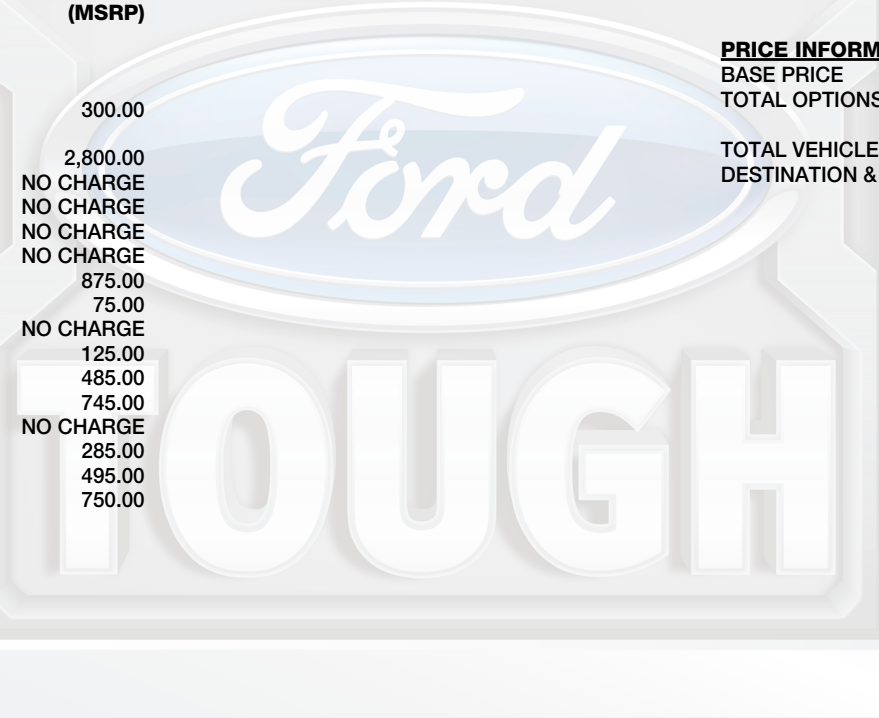 (MSRP)
300.00
2,800.00
NO CHARGE
NO CHARGE
NO CHARGE
NO CHARGE
875.00
75.00
NO CHARGE
125.00
485.00
745.00
NO CHARGE
285.00
495.00
750.00
PRICE INFORM
BASE PRICE
TOTAL OPTIONS
TOTAL VEHICLE
DESTINATION &
Ford
TOUGH